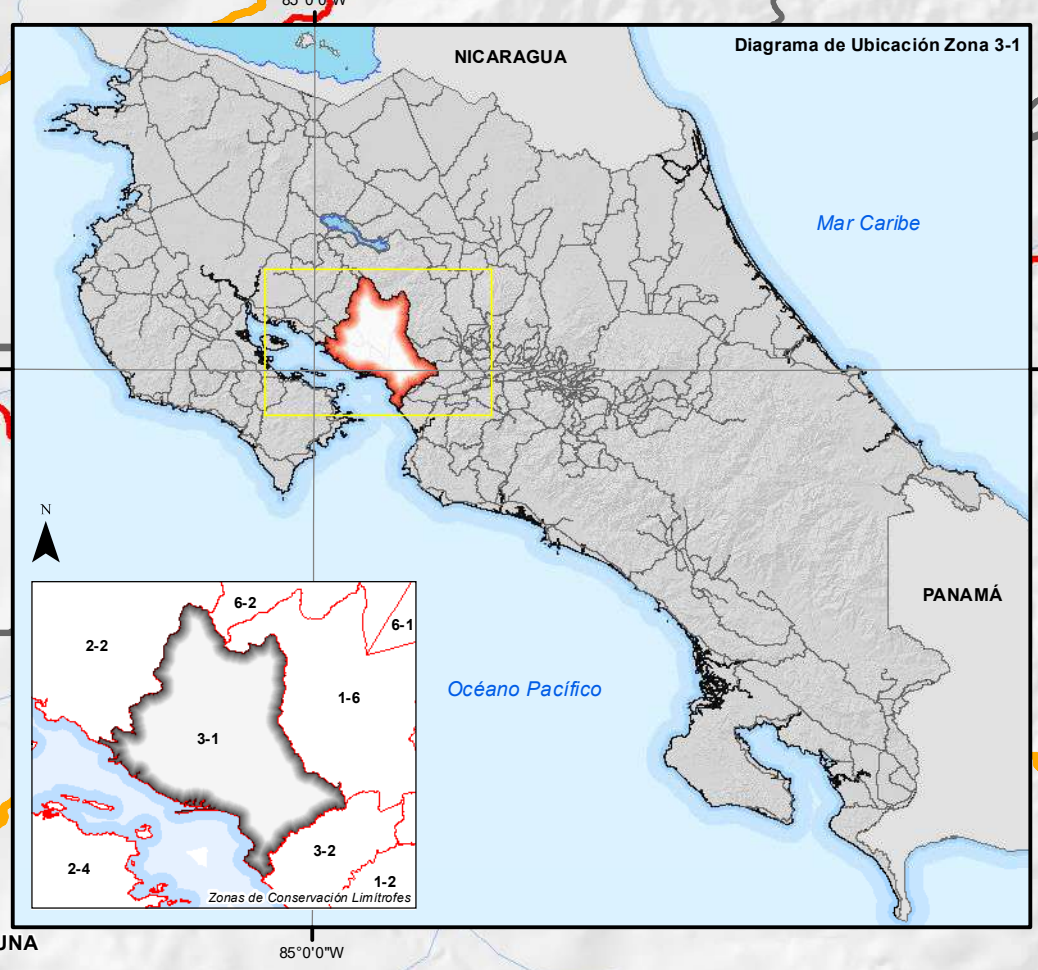 85°0'0"W
NICARAGUA
Diagrama de Ubicación Zona 3-1
Mar Caribe
N
PANAMÁ
Océano Pacífico
6-2
6-1
2-2
1-6
3-1
3-2
2-4
1-2
Zonas de Conservación Limítrofes
UNA
85°0'0"W